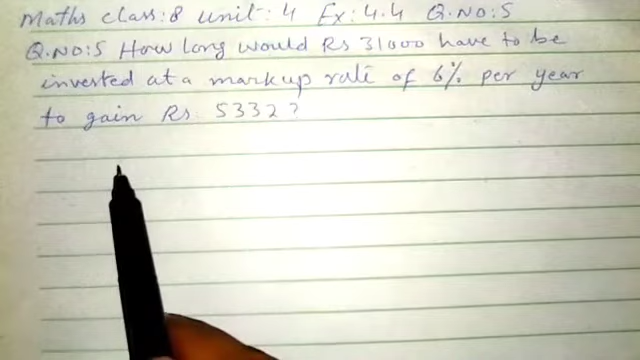 Maths class:8 unit:4 Ex:4.4 Q.NO:5
Q.NO:5 How long would Rs 31000 have to be
invested at a markup rate of 6% per year
to gain Rs. 5332?